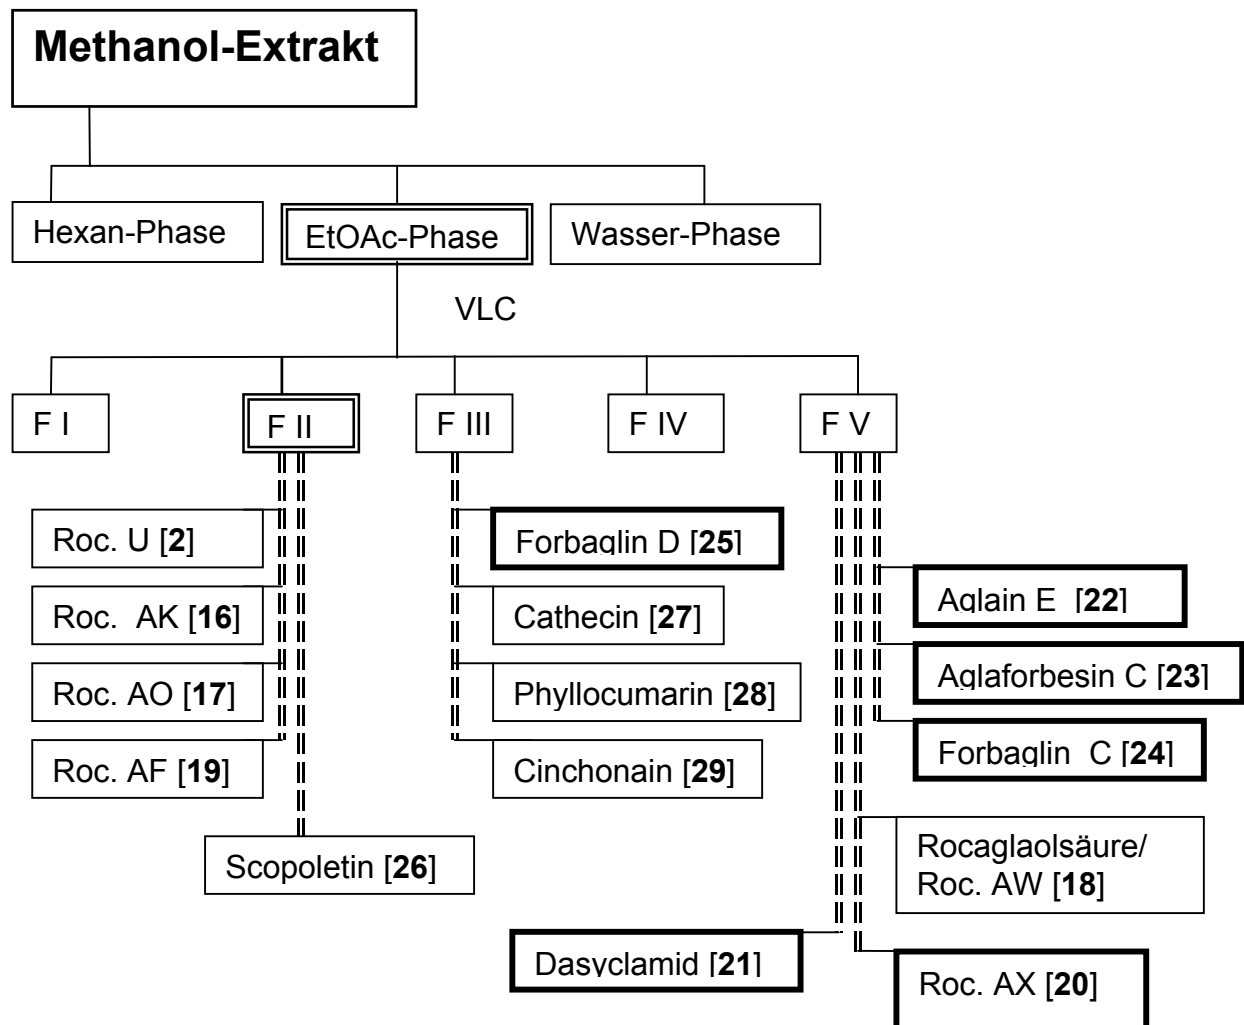 Methanol-Extrakt
Hexan-Phase
EtOAc-Phase
Wasser-Phase
VLC
F I
F II
F III
F IV
F V
Roc. U [2]
Roc. AK [16]
Roc. AO [17]
Roc. AF [19]
Scopoletin [26]
Forbaglin D [25]
Cathecin [27]
Phyllocumarin [28]
Cinchonain [29]
Aglain E [22]
Aglaforbesin C [23]
Forbaglin C [24]
Rocaglaolsäure/
Roc. AW [18]
Dasyclamid [21]
Roc. AX [20]